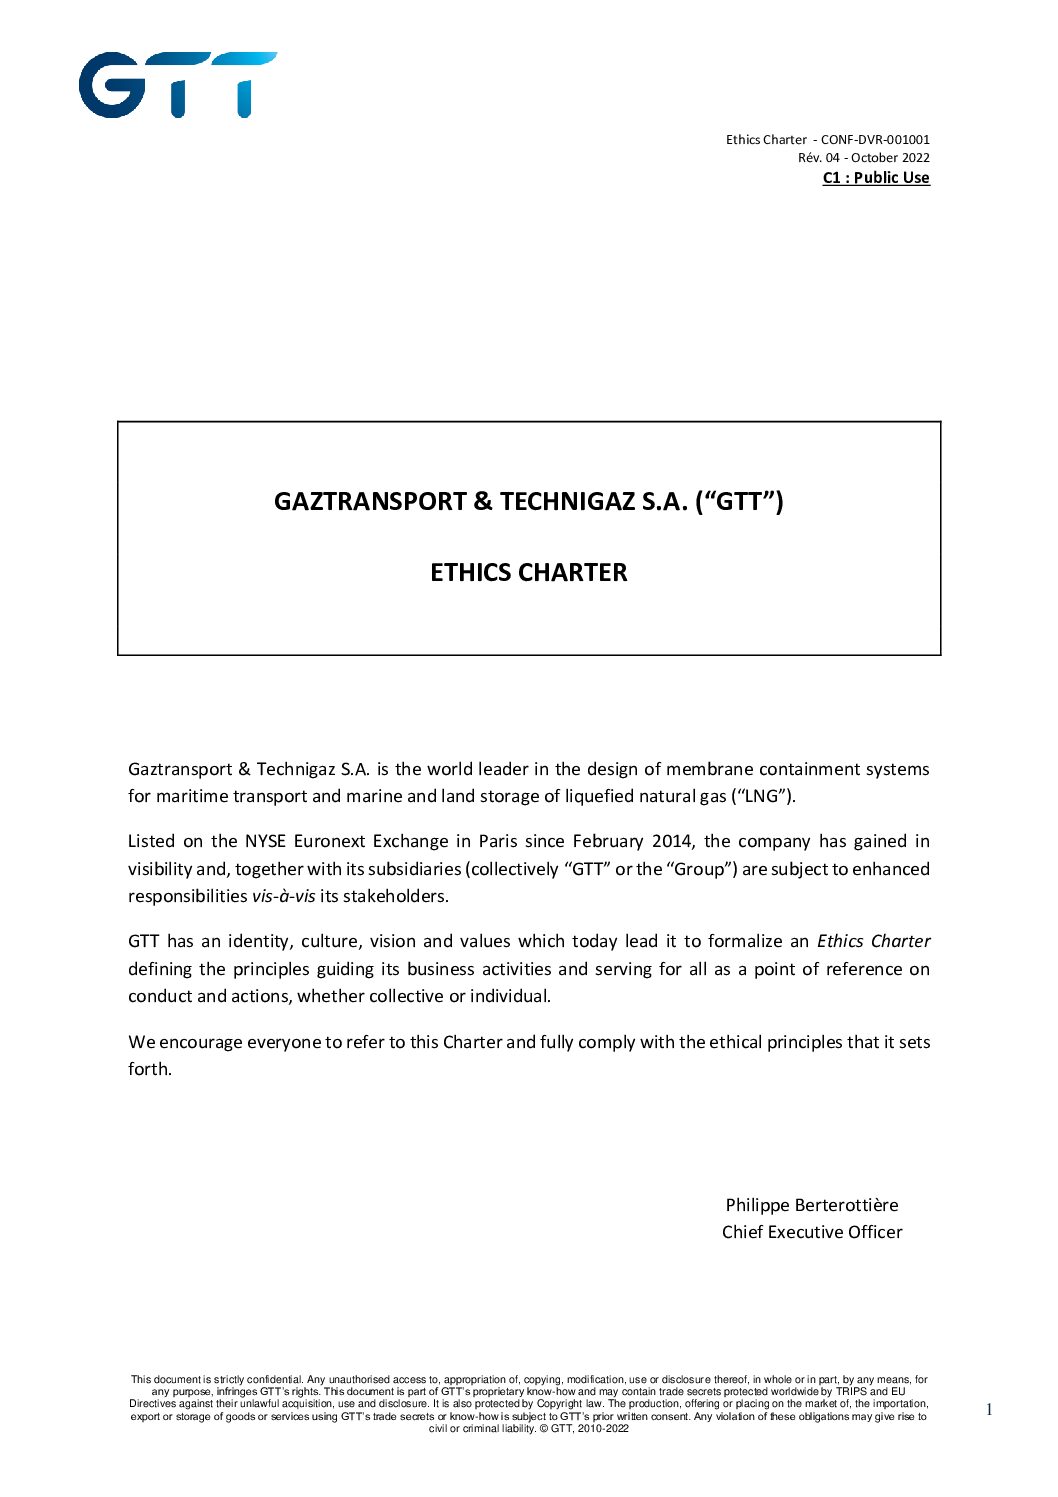 GTT
Ethics Charter  - CONF-DVR-001001
Rév. 04 - October 2022
C1 : Public Use
GAZTRANSPORT & TECHNIGAZ S.A. (“GTT”)
ETHICS CHARTER
Gaztransport & Technigaz S.A. is the world leader in the design of membrane containment systems
for maritime transport and marine and land storage of liquefied natural gas (“LNG”).
Listed on the NYSE Euronext Exchange in Paris since February 2014, the company has gained in
visibility and, together with its subsidiaries (collectively “GTT” or the “Group”) are subject to enhanced
responsibilities vis-à-vis its stakeholders.
GTT has an identity, culture, vision and values which today lead it to formalize an Ethics Charter
defining the principles guiding its business activities and serving for all as a point of reference on
conduct and actions, whether collective or individual.
We encourage everyone to refer to this Charter and fully comply with the ethical principles that it sets
forth.
Philippe Berterottière
Chief Executive Officer
This document is strictly confidential. Any unauthorised access to, appropriation of, copying, modification, use or disclosure thereof, in whole or in part, by any means, for
any purpose, infringes GTT’s rights. This document is part of GTT’s proprietary know-how and may contain trade secrets protected worldwide by TRIPS and EU
Directives against their unlawful acquisition, use and disclosure. It is also protected by Copyright law. The production, offering or placing on the market of, the importation,
export or storage of goods or services using GTT’s trade secrets or know-how is subject to GTT’s prior written consent. Any violation of these obligations may give rise to
civil or criminal liability. © GTT, 2010-2022
1